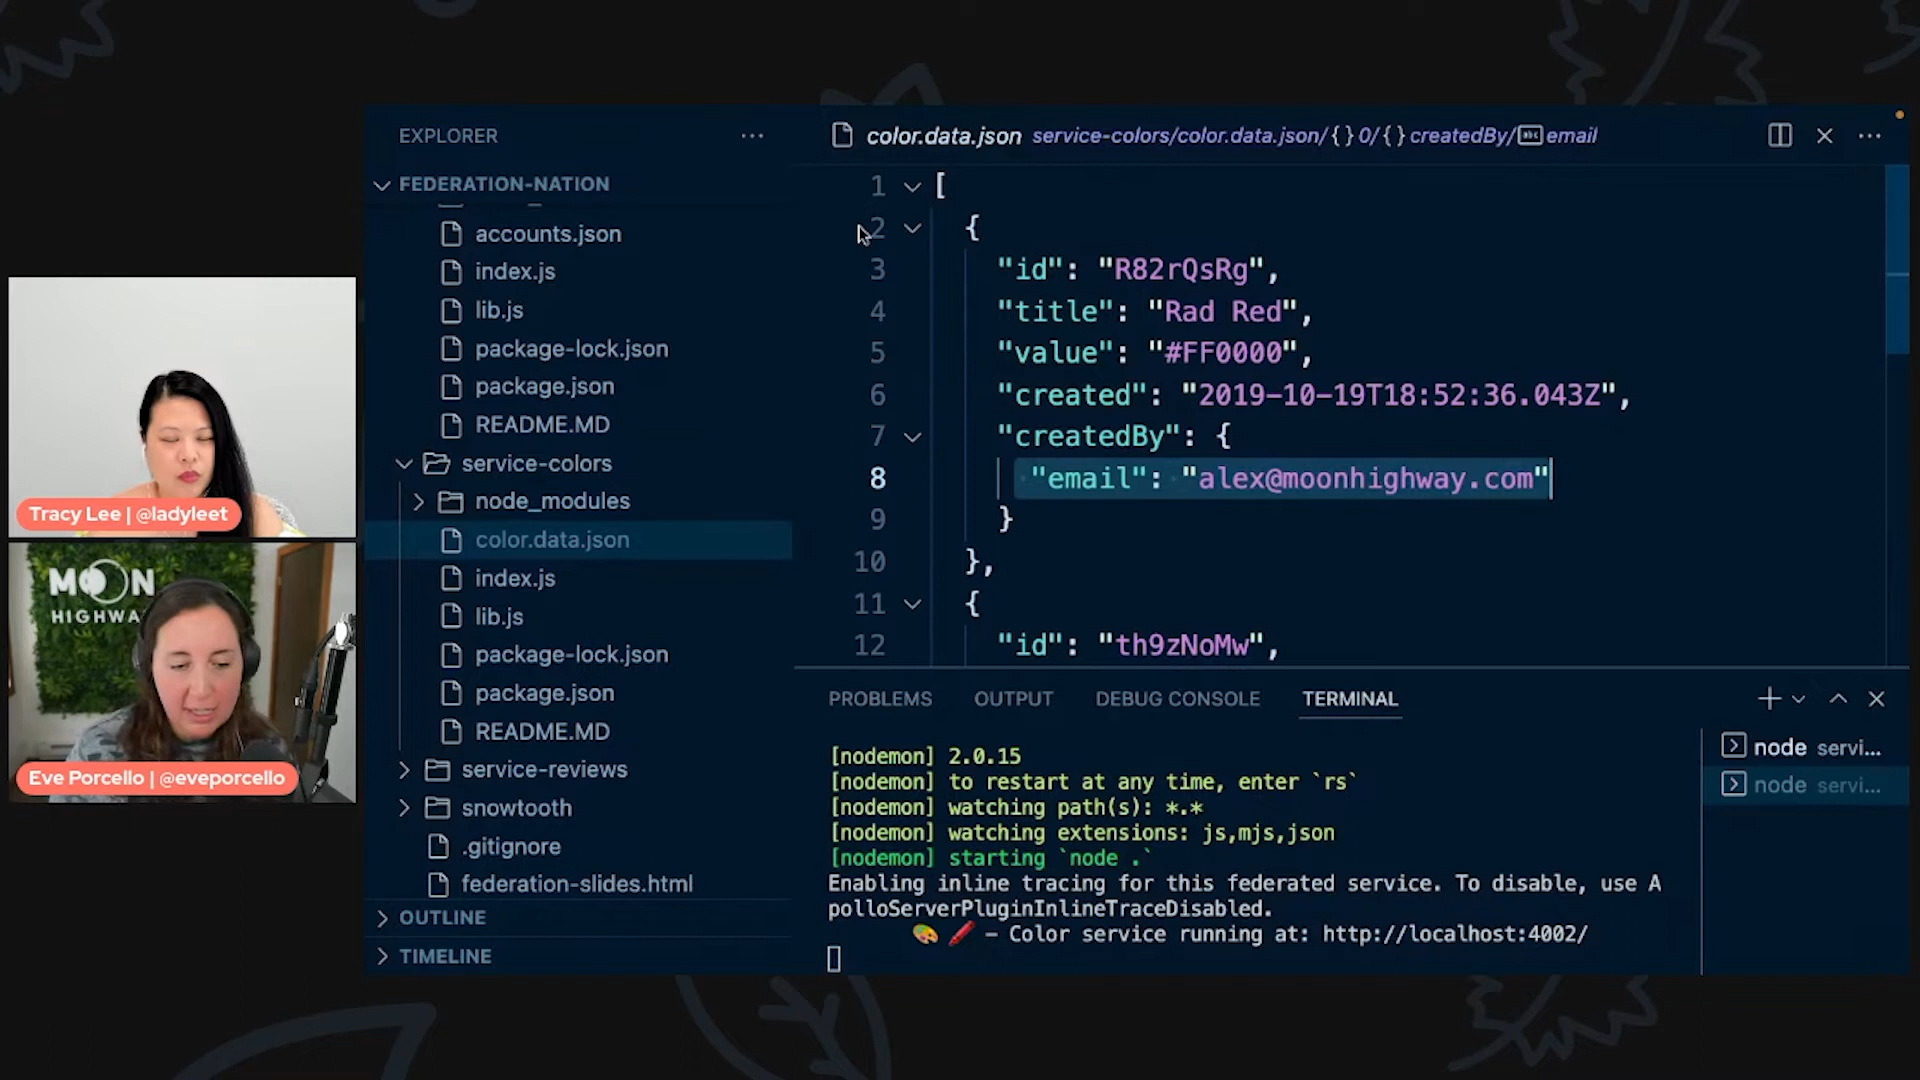 EXPLORER
FEDERATION-NATION
accounts.json
index.js
lib.js
package-lock.json
package.json
README.MD
service-colors
node_modules
color.data.json
index.js
lib.js
package-lock.json
package.json
README.MD
service-reviews
snowtooth
.gitignore
federation-slides.html
OUTLINE
TIMELINE
color.data.json service-colors/color.data.json/{}0/{}createdBy/abc email
1 [
2 {
3 "id": "R82rQsRg",
4 "title": "Rad Red",
5 "value": "#FF0000",
6 "created": "2019-10-19T18:52:36.043Z",
7 "createdBy": {
8 "email": "alex@moonhighway.com"
9 }
10 },
11 {
12 "id": "th9zNoMw",
PROBLEMS OUTPUT DEBUG CONSOLE TERMINAL
[nodemon] 2.0.15
[nodemon] to restart at any time, enter `rs`
[nodemon] watching path(s): *.*
[nodemon] watching extensions: js,mjs,json
[nodemon] starting `node .`
Enabling inline tracing for this federated service. To disable, use A
polloServerPluginInlineTraceDisabled.
🎨 🖍️ – Color service running at: http://localhost:4002/
node servi...
node servi...
Tracy Lee | @ladyleet
MOON
HIGHWA
Eve Porcello | @eveporcello